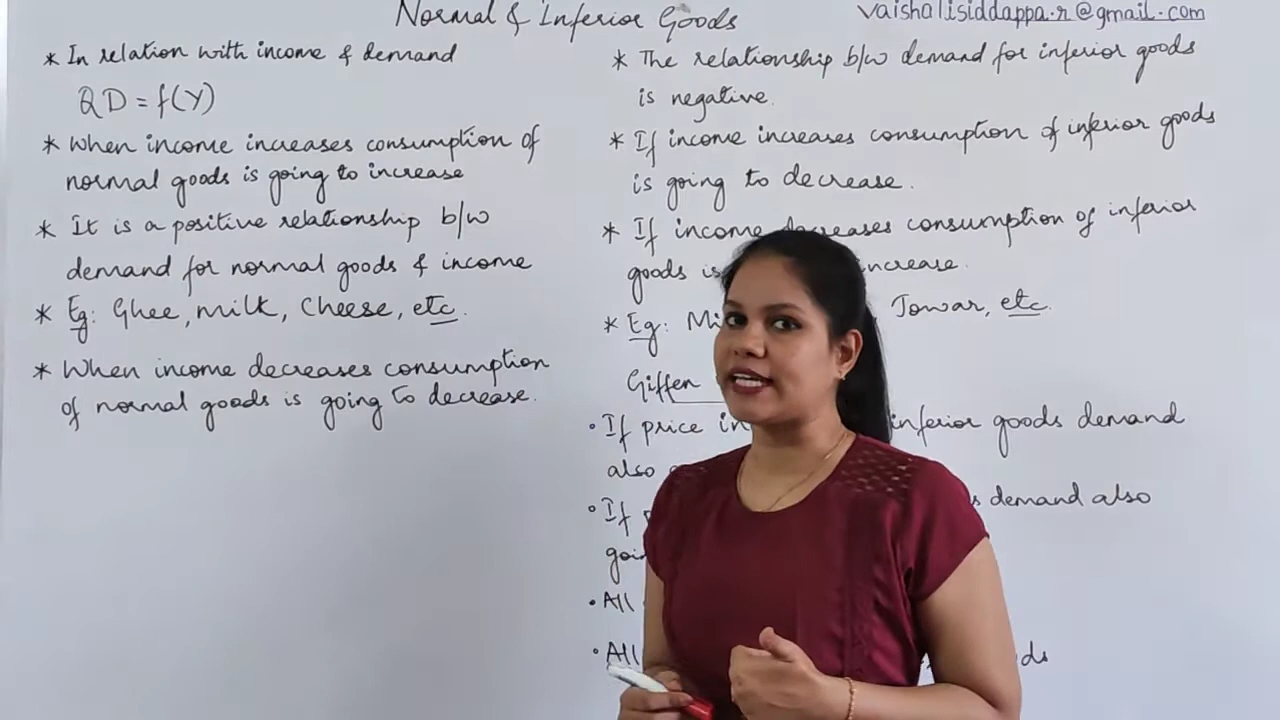 Normal & Inferior Goods
vaishalisiddappa.r@gmail.com
* In relation with income & demand
QD = f(Y)
* When income increases consumption of
normal goods is going to increase
* It is a positive relationship b/w
demand for normal goods & income
* Eg: Ghee, milk, Cheese, etc.
* When income decreases consumption
of normal goods is going to decrease.
* The relationship b/w demand for inferior goods
is negative.
* If income increases consumption of inferior goods
is going to decrease.
* If income decreases consumption of inferior
goods is increase.
* Eg: Jowar, etc.
Giffen
• If price inferior goods demand
also
• If demand also
• All
• All